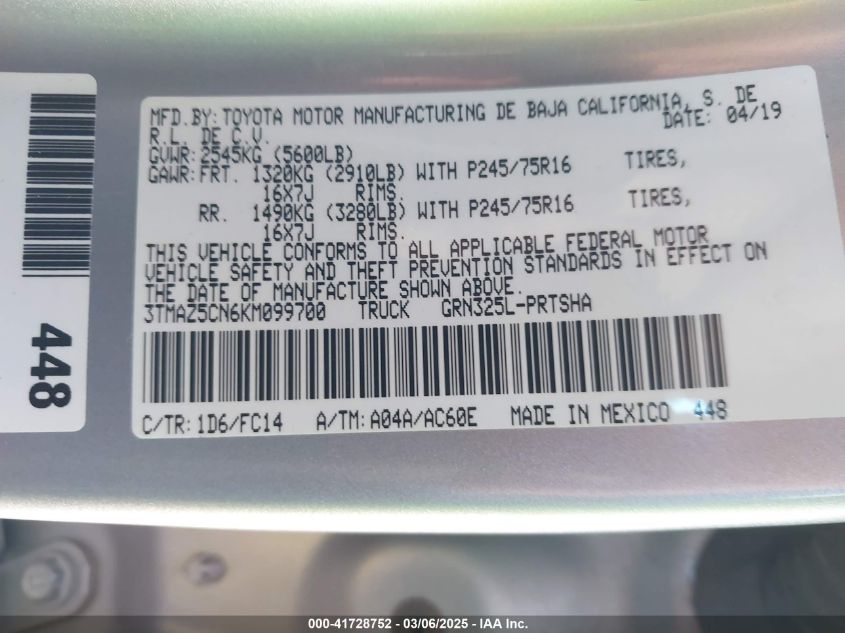 MFD.BY: TOYOTA MOTOR MANUFACTURING DE BAJA CALIFORNIA, S. DE
R.L. DE C.V. DATE: 04/19
GVWR: 2545KG (5600LB)
GAWR: FRT. 1320KG (2910LB) WITH P245/75R16 TIRES,
16X7J RIMS.
RR. 1490KG (3280LB) WITH P245/75R16 TIRES,
16X7J RIMS.
THIS VEHICLE CONFORMS TO ALL APPLICABLE FEDERAL MOTOR
VEHICLE SAFETY AND THEFT PREVENTION STANDARDS IN EFFECT ON
THE DATE OF MANUFACTURE SHOWN ABOVE.
3TMAZ5CN6KM099700 TRUCK GRN325L-PRTSHA
C/TR: 1D6/FC14 A/TM: A04A/AC60E MADE IN MEXICO 448
448
000-41728752 - 03/06/2025 - IAA Inc.